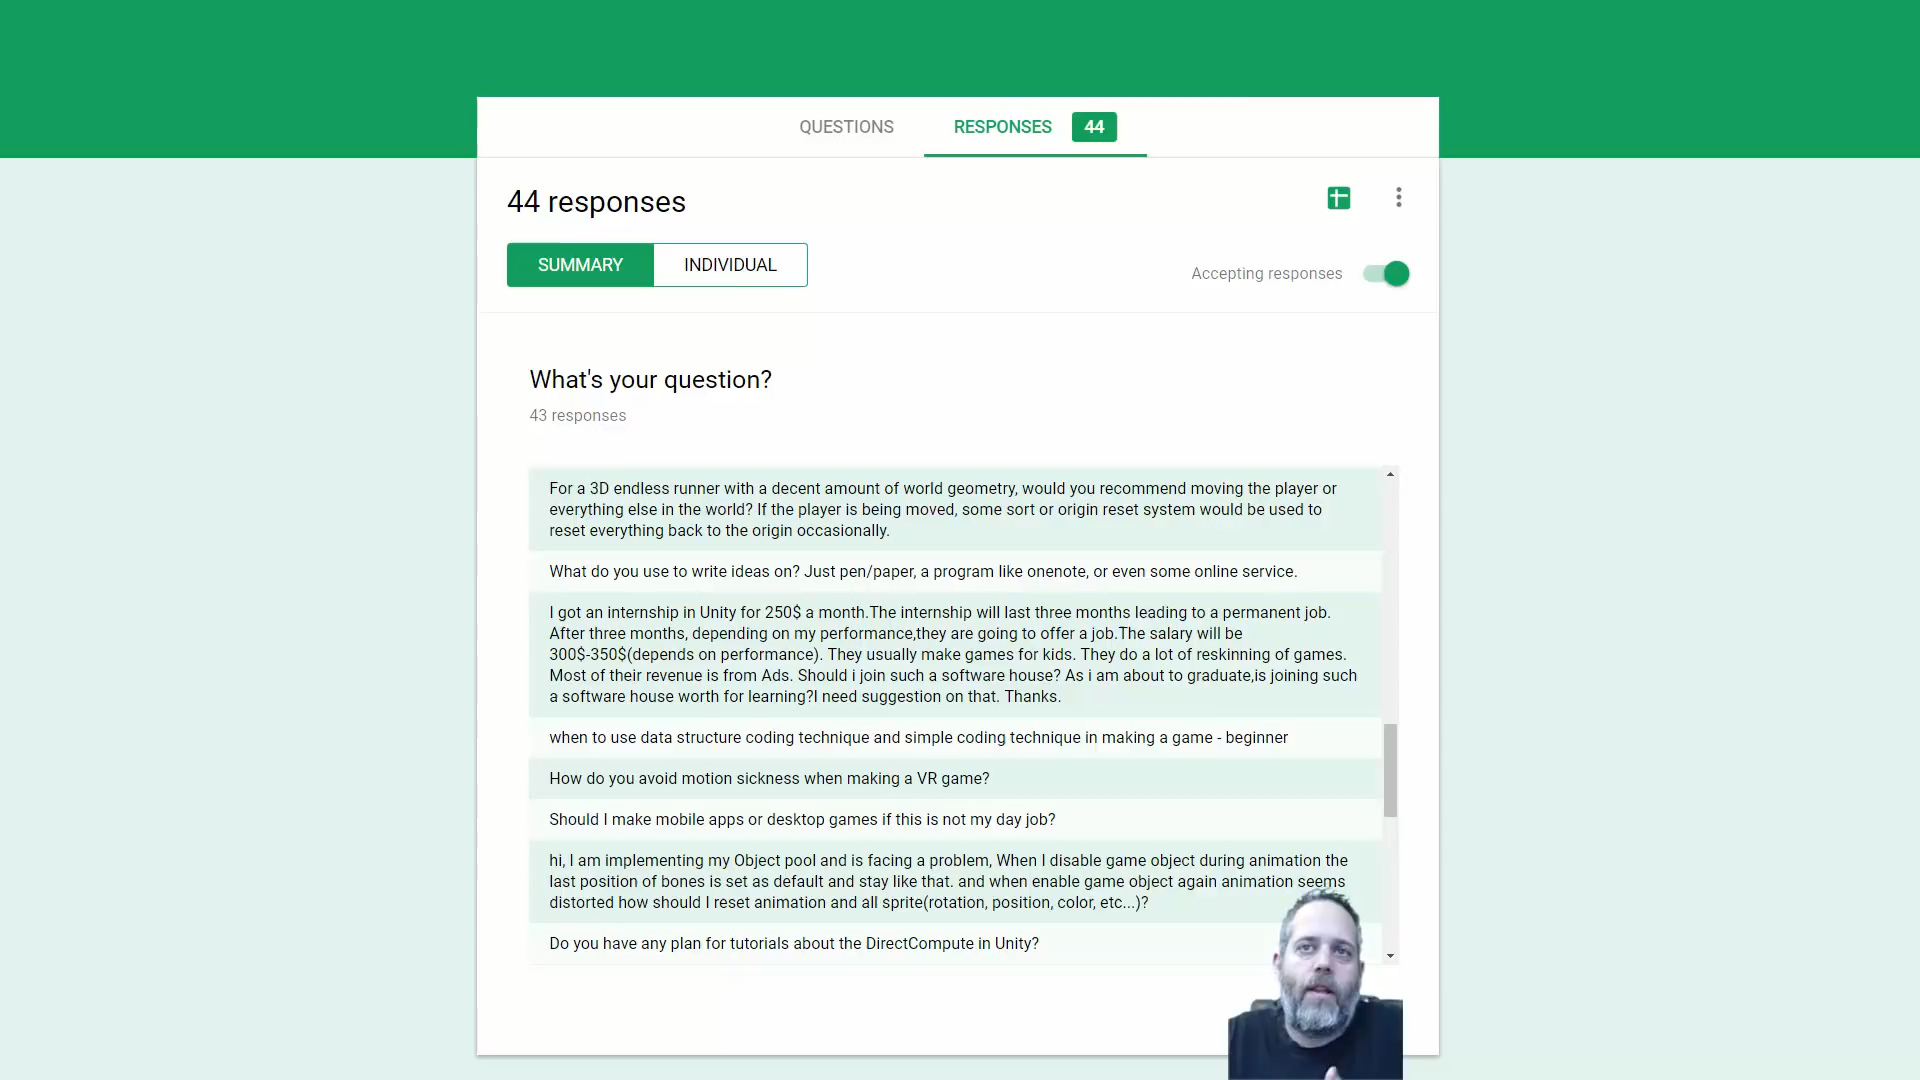 QUESTIONS RESPONSES 44
44 responses
SUMMARY INDIVIDUAL
Accepting responses
What's your question?
43 responses
For a 3D endless runner with a decent amount of world geometry, would you recommend moving the player or
everything else in the world? If the player is being moved, some sort or origin reset system would be used to
reset everything back to the origin occasionally.
What do you use to write ideas on? Just pen/paper, a program like onenote, or even some online service.
I got an internship in Unity for 250$ a month.The internship will last three months leading to a permanent job.
After three months, depending on my performance,they are going to offer a job.The salary will be
300$-350$(depends on performance). They usually make games for kids. They do a lot of reskinning of games.
Most of their revenue is from Ads. Should i join such a software house? As i am about to graduate,is joining such
a software house worth for learning?I need suggestion on that. Thanks.
when to use data structure coding technique and simple coding technique in making a game - beginner
How do you avoid motion sickness when making a VR game?
Should I make mobile apps or desktop games if this is not my day job?
hi, I am implementing my Object pool and is facing a problem, When I disable game object during animation the
last position of bones is set as default and stay like that. and when enable game object again animation seems
distorted how should I reset animation and all sprite(rotation, position, color, etc...)?
Do you have any plan for tutorials about the DirectCompute in Unity?